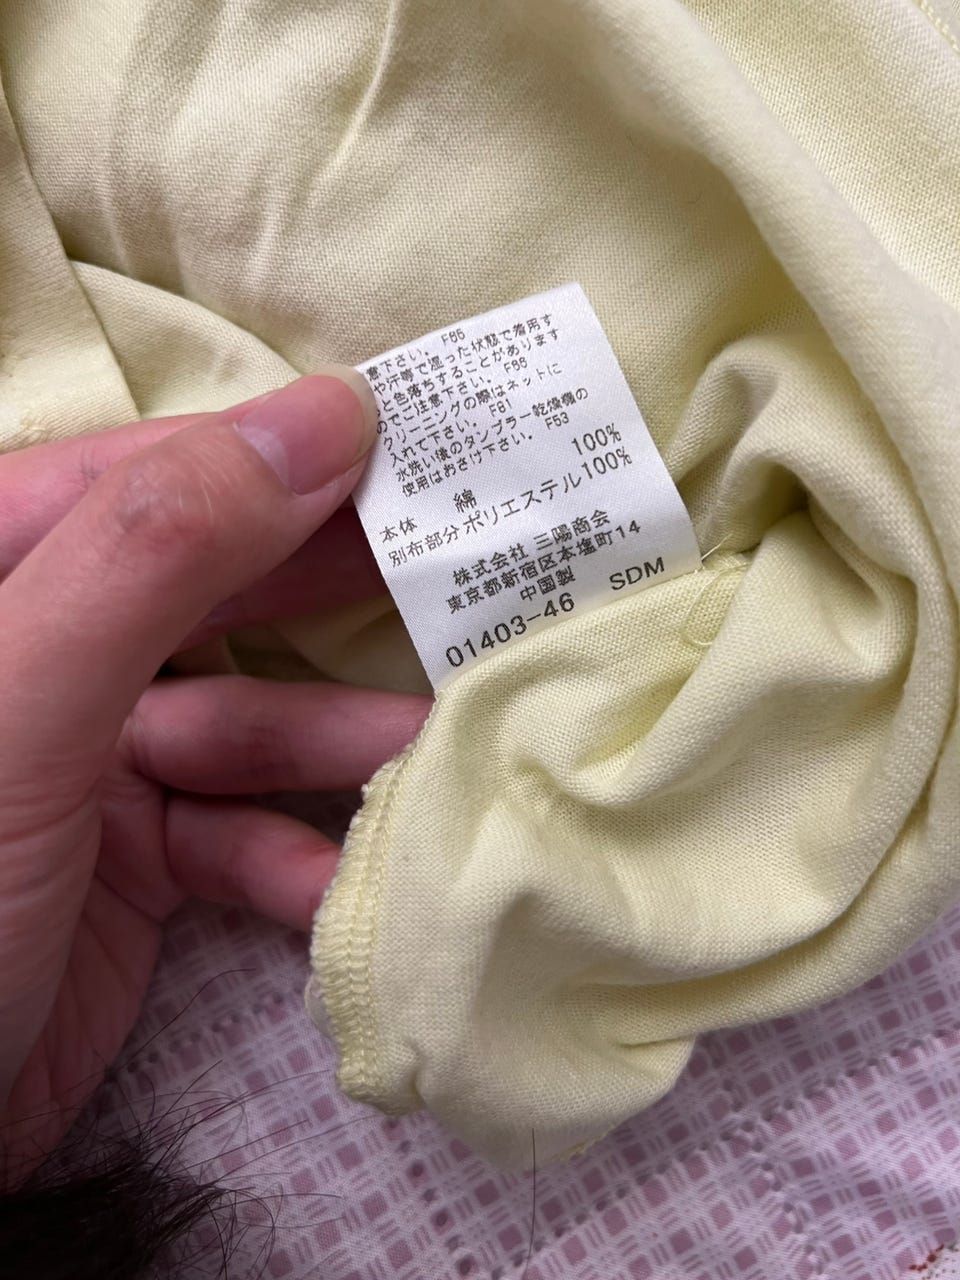 意下さい。 F65
や汗等で湿った状態で着用す
と色落ちすることがあります
のでご注意下さい。 F66
クリーニングの際はネットに
入れて下さい。 F61
水洗い後のタンブラー乾燥機の
使用はおさけ下さい。 F53
本体 綿 100%
別布部分ポリエステル100%
株式会社 三陽商会
東京都新宿区本塩町14
中国製 SDM
01403-46